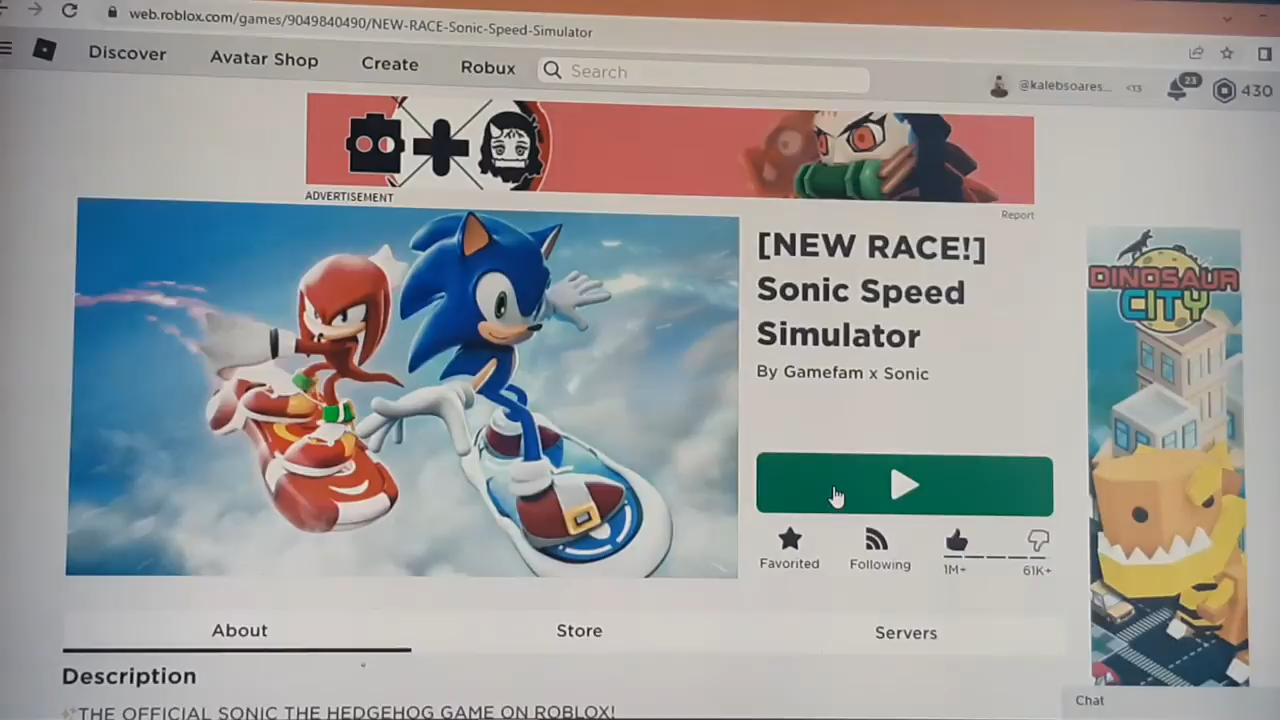 web.roblox.com/games/9049840490/NEW-RACE-Sonic-Speed-Simulator
Discover
Avatar Shop
Create
Robux
Search
@kalebsoares...
<13
23
430
ADVERTISEMENT
Report
[NEW RACE!]
Sonic Speed
Simulator
By Gamefam x Sonic
DINOSAUR
CITY
Favorited
Following
1M+
61K+
About
Store
Servers
Description
THE OFFICIAL SONIC THE HEDGEHOG GAME ON ROBLOX!
Chat